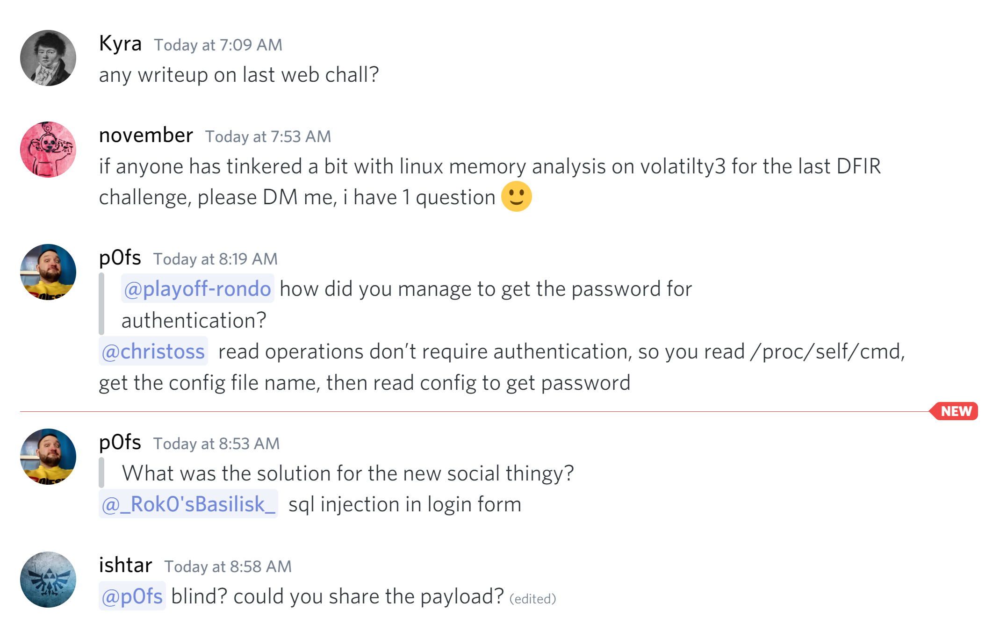 Kyra Today at 7:09 AM
any writeup on last web chall?
november Today at 7:53 AM
if anyone has tinkered a bit with linux memory analysis on volatilty3 for the last DFIR
challenge, please DM me, i have 1 question
p0fs Today at 8:19 AM
@playoff-rondo how did you manage to get the password for
authentication?
@christoss read operations don’t require authentication, so you read /proc/self/cmd,
get the config file name, then read config to get password
NEW
p0fs Today at 8:53 AM
What was the solution for the new social thingy?
@_Rok0'sBasilisk_ sql injection in login form
ishtar Today at 8:58 AM
@p0fs blind? could you share the payload? (edited)